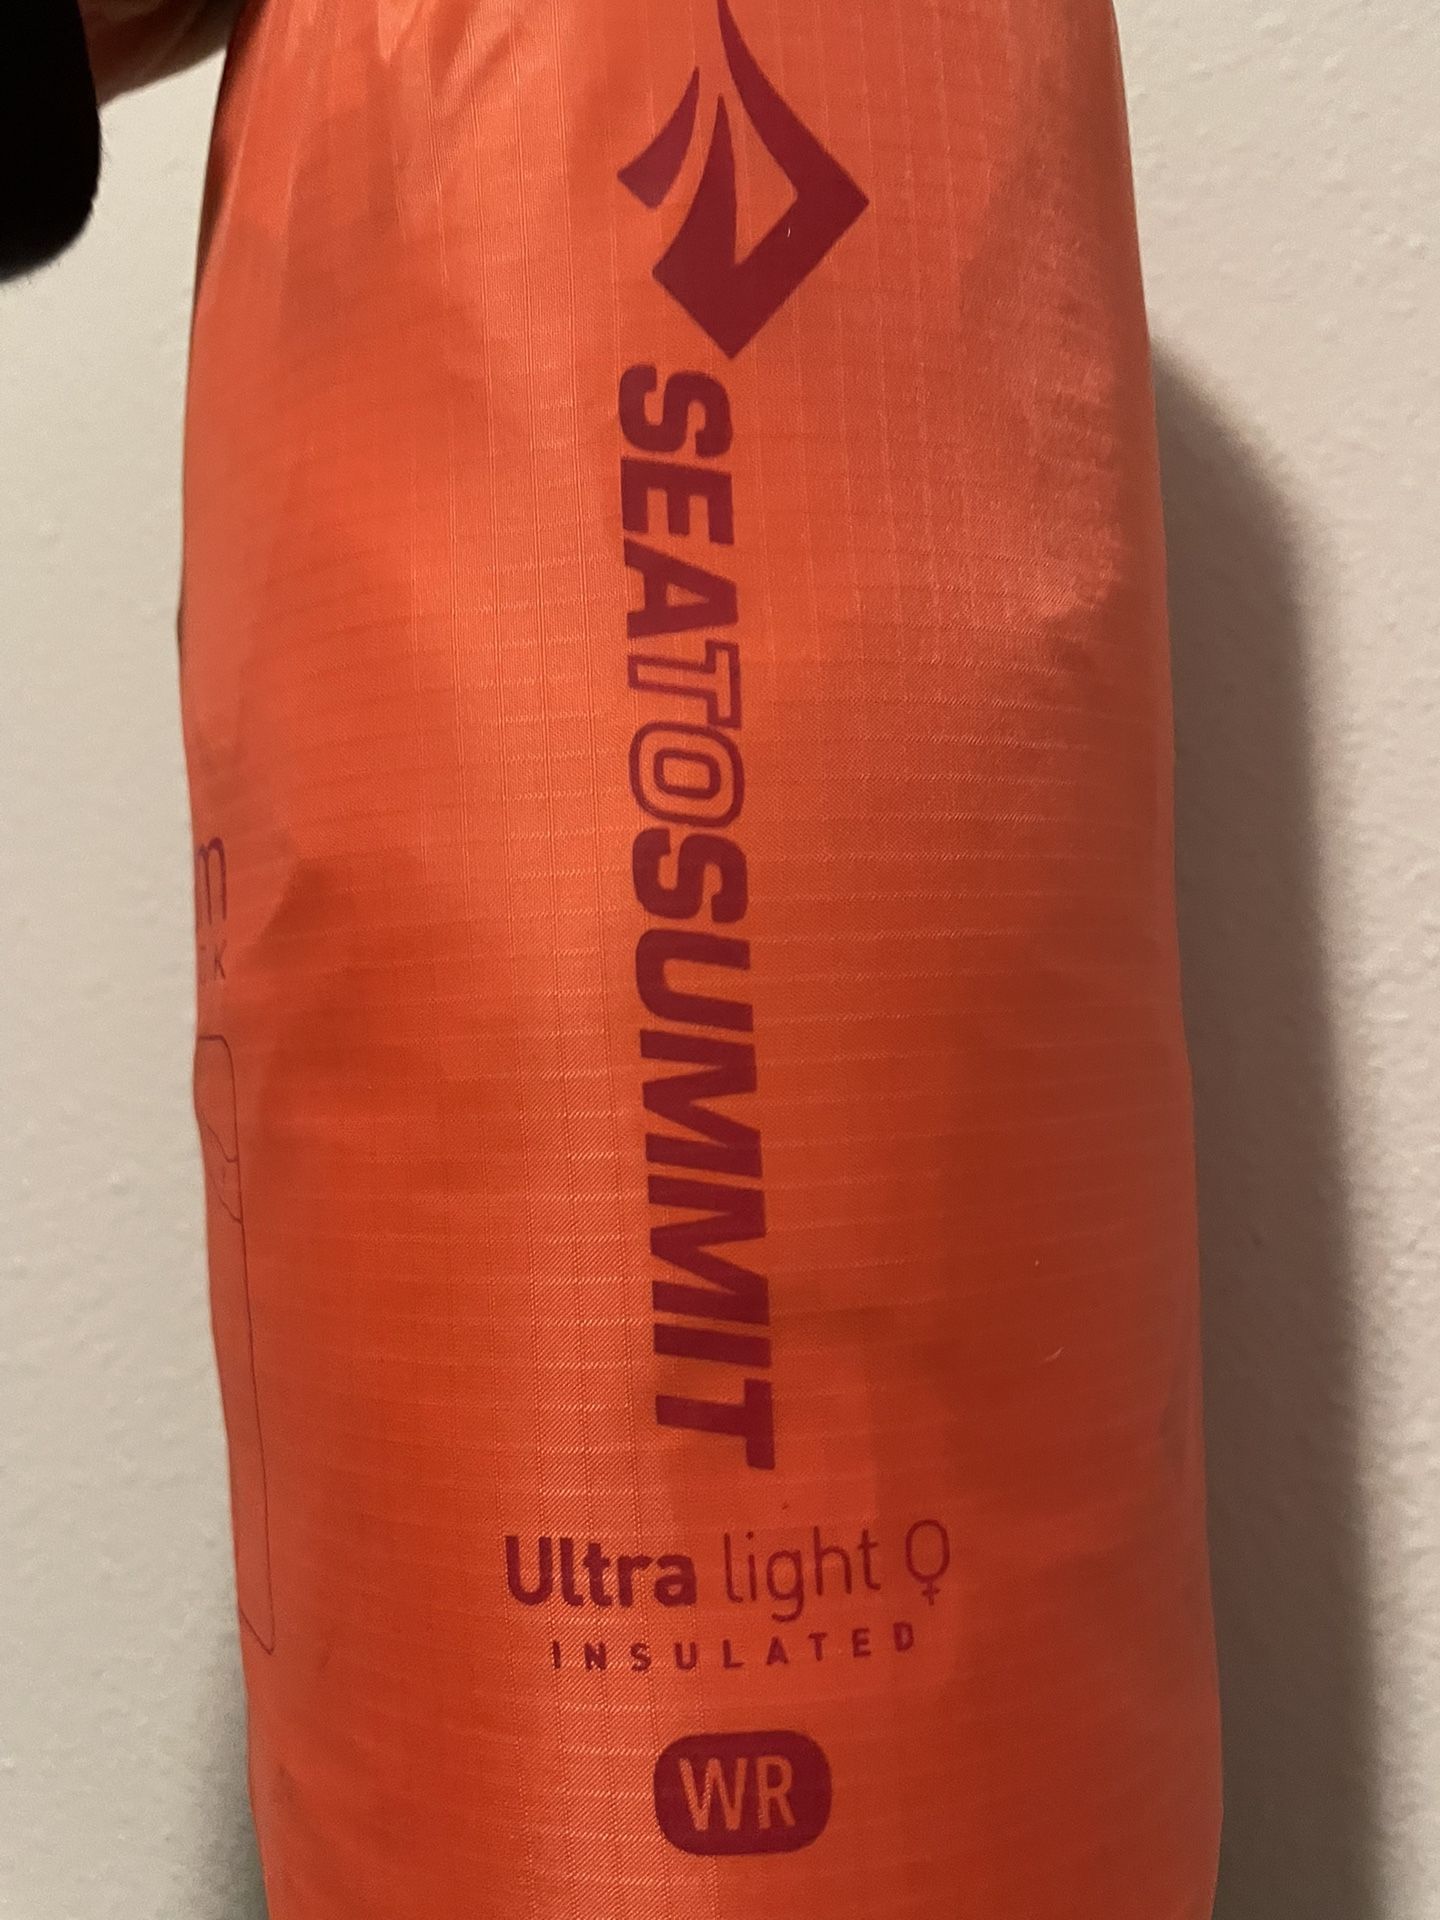 SEATOSUMMIT
Ultra light ♀
INSULATED
WR